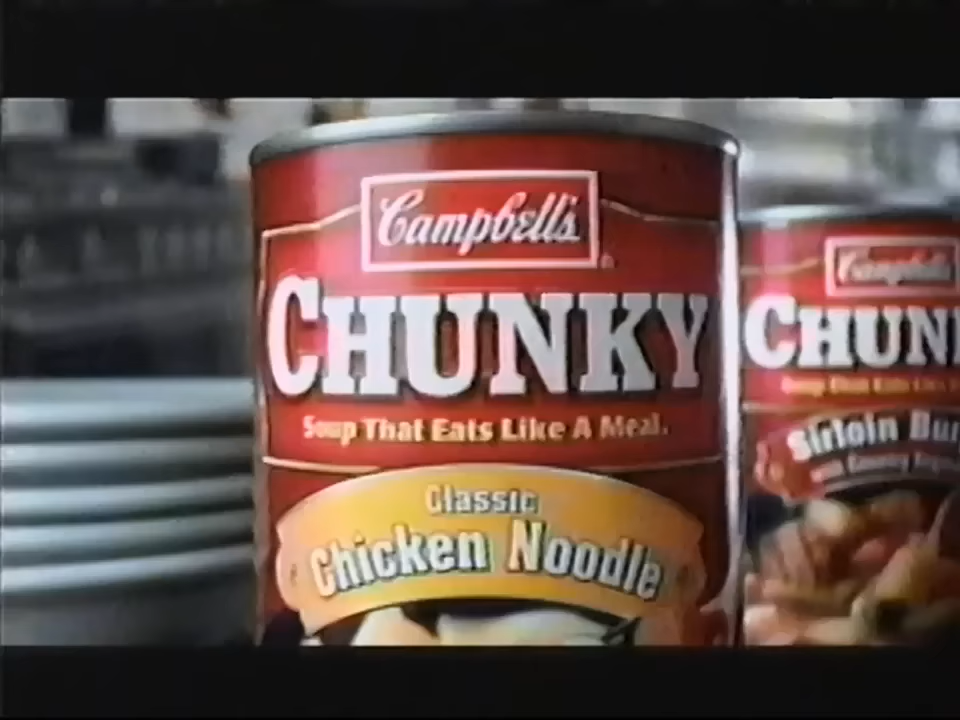 Campbell's
CHUNKY
Soup That Eats Like A Meal.
Classic
Chicken Noodle
Campbell's
CHUN
Sirloin Bur